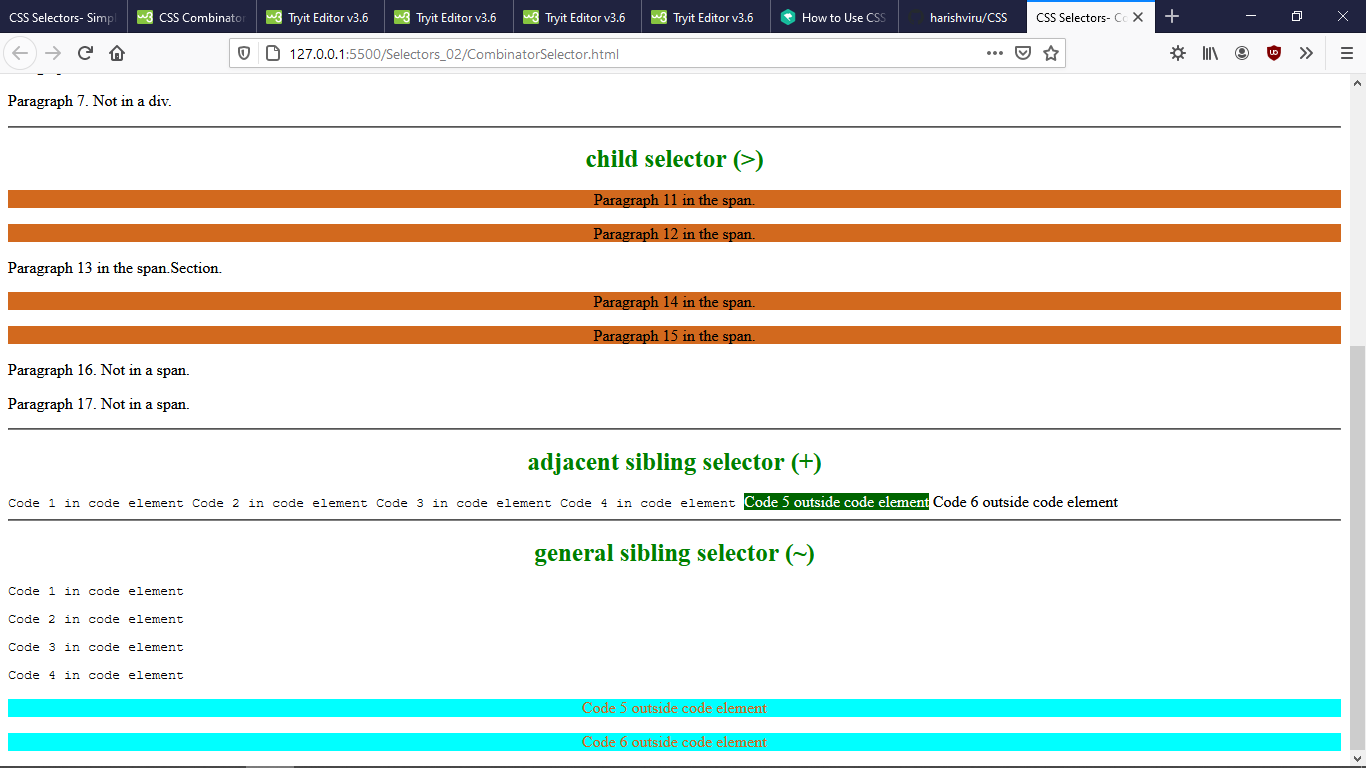 CSS Selectors- Simpl
CSS Combinator
Tryit Editor v3.6
Tryit Editor v3.6
Tryit Editor v3.6
Tryit Editor v3.6
How to Use CSS
harishviru/CSS
CSS Selectors- Co
127.0.0.1:5500/Selectors_02/CombinatorSelector.html
Paragraph 7. Not in a div.
child selector (>)
Paragraph 11 in the span.
Paragraph 12 in the span.
Paragraph 13 in the span.Section.
Paragraph 14 in the span.
Paragraph 15 in the span.
Paragraph 16. Not in a span.
Paragraph 17. Not in a span.
adjacent sibling selector (+)
Code 1 in code element Code 2 in code element Code 3 in code element Code 4 in code element Code 5 outside code element Code 6 outside code element
general sibling selector (~)
Code 1 in code element
Code 2 in code element
Code 3 in code element
Code 4 in code element
Code 5 outside code element
Code 6 outside code element